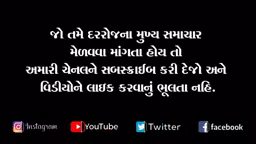 જો તમે દરરોજના મુખ્ય સમાચાર
મેળવવા માંગતા હોય તો
અમારી ચેનલને સબસ્ક્રાઈબ કરી દેજો અને
વિડીયોને લાઇક કરવાનું ભૂલતા નહિ.
Instagram YouTube Twitter facebook